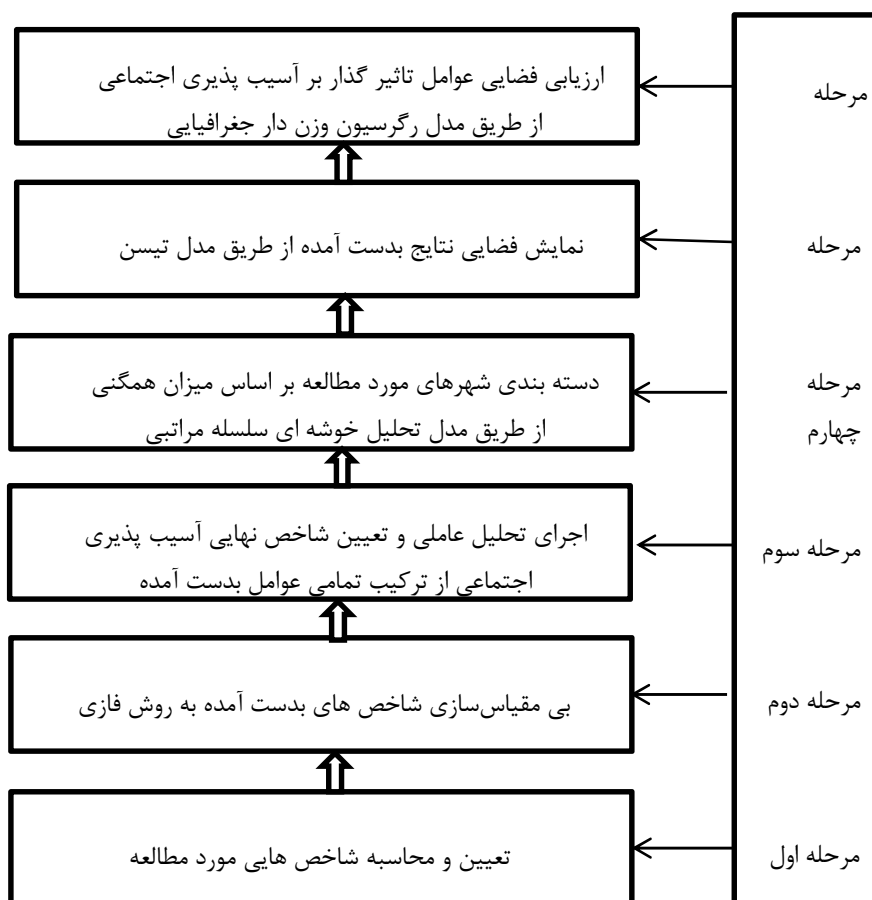 مرحله
ارزیابی فضایی عوامل تاثیر گذار بر آسیب پذیری اجتماعی
از طریق مدل رگرسیون وزن دار جغرافیایی
مرحله
نمایش فضایی نتایج بدست آمده از طریق مدل تیسن
مرحله
چهارم
دسته بندی شهرهای مورد مطالعه بر اساس میزان همگنی
از طریق مدل تحلیل خوشه ای سلسله مراتبی
مرحله سوم
اجرای تحلیل عاملی و تعیین شاخص نهایی آسیب پذیری
اجتماعی از ترکیب تمامی عوامل بدست آمده
مرحله دوم
بی مقیاس‌سازی شاخص های بدست آمده به روش فازی
مرحله اول
تعیین و محاسبه شاخص هایی مورد مطالعه